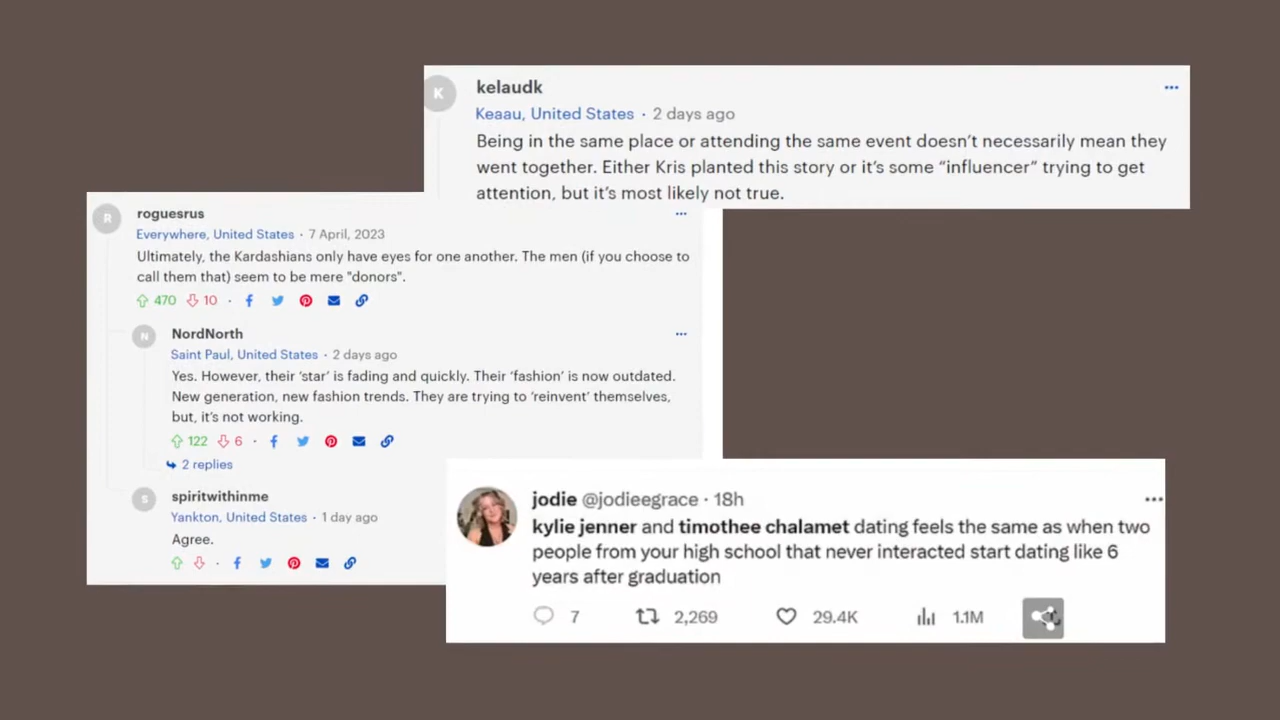 K
kelaudk
Keaau, United States · 2 days ago
Being in the same place or attending the same event doesn’t necessarily mean they
went together. Either Kris planted this story or it’s some “influencer” trying to get
attention, but it’s most likely not true.
R
roguesrus
Everywhere, United States · 7 April, 2023
Ultimately, the Kardashians only have eyes for one another. The men (if you choose to
call them that) seem to be mere "donors".
470 10
N
NordNorth
Saint Paul, United States · 2 days ago
Yes. However, their ‘star’ is fading and quickly. Their ‘fashion’ is now outdated.
New generation, new fashion trends. They are trying to ‘reinvent’ themselves,
but, it’s not working.
122 6
2 replies
S
spiritwithinme
Yankton, United States · 1 day ago
Agree.
jodie @jodieegrace · 18h
kylie jenner and timothee chalamet dating feels the same as when two
people from your high school that never interacted start dating like 6
years after graduation
7 2,269 29.4K 1.1M